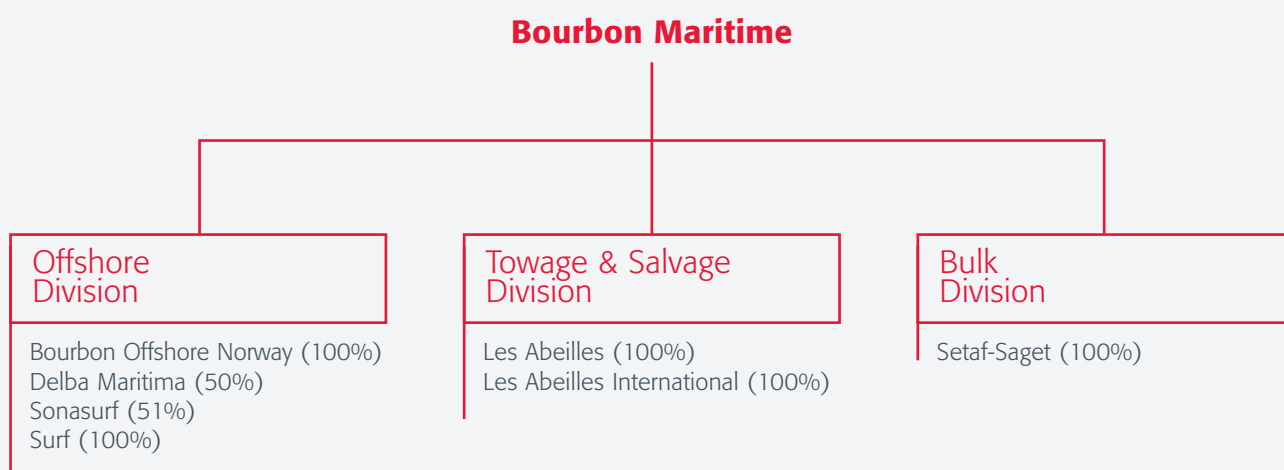 Bourbon Maritime
Offshore
Division
Bourbon Offshore Norway (100%)
Delba Maritima (50%)
Sonasurf (51%)
Surf (100%)
Towage & Salvage
Division
Les Abeilles (100%)
Les Abeilles International (100%)
Bulk
Division
Setaf-Saget (100%)